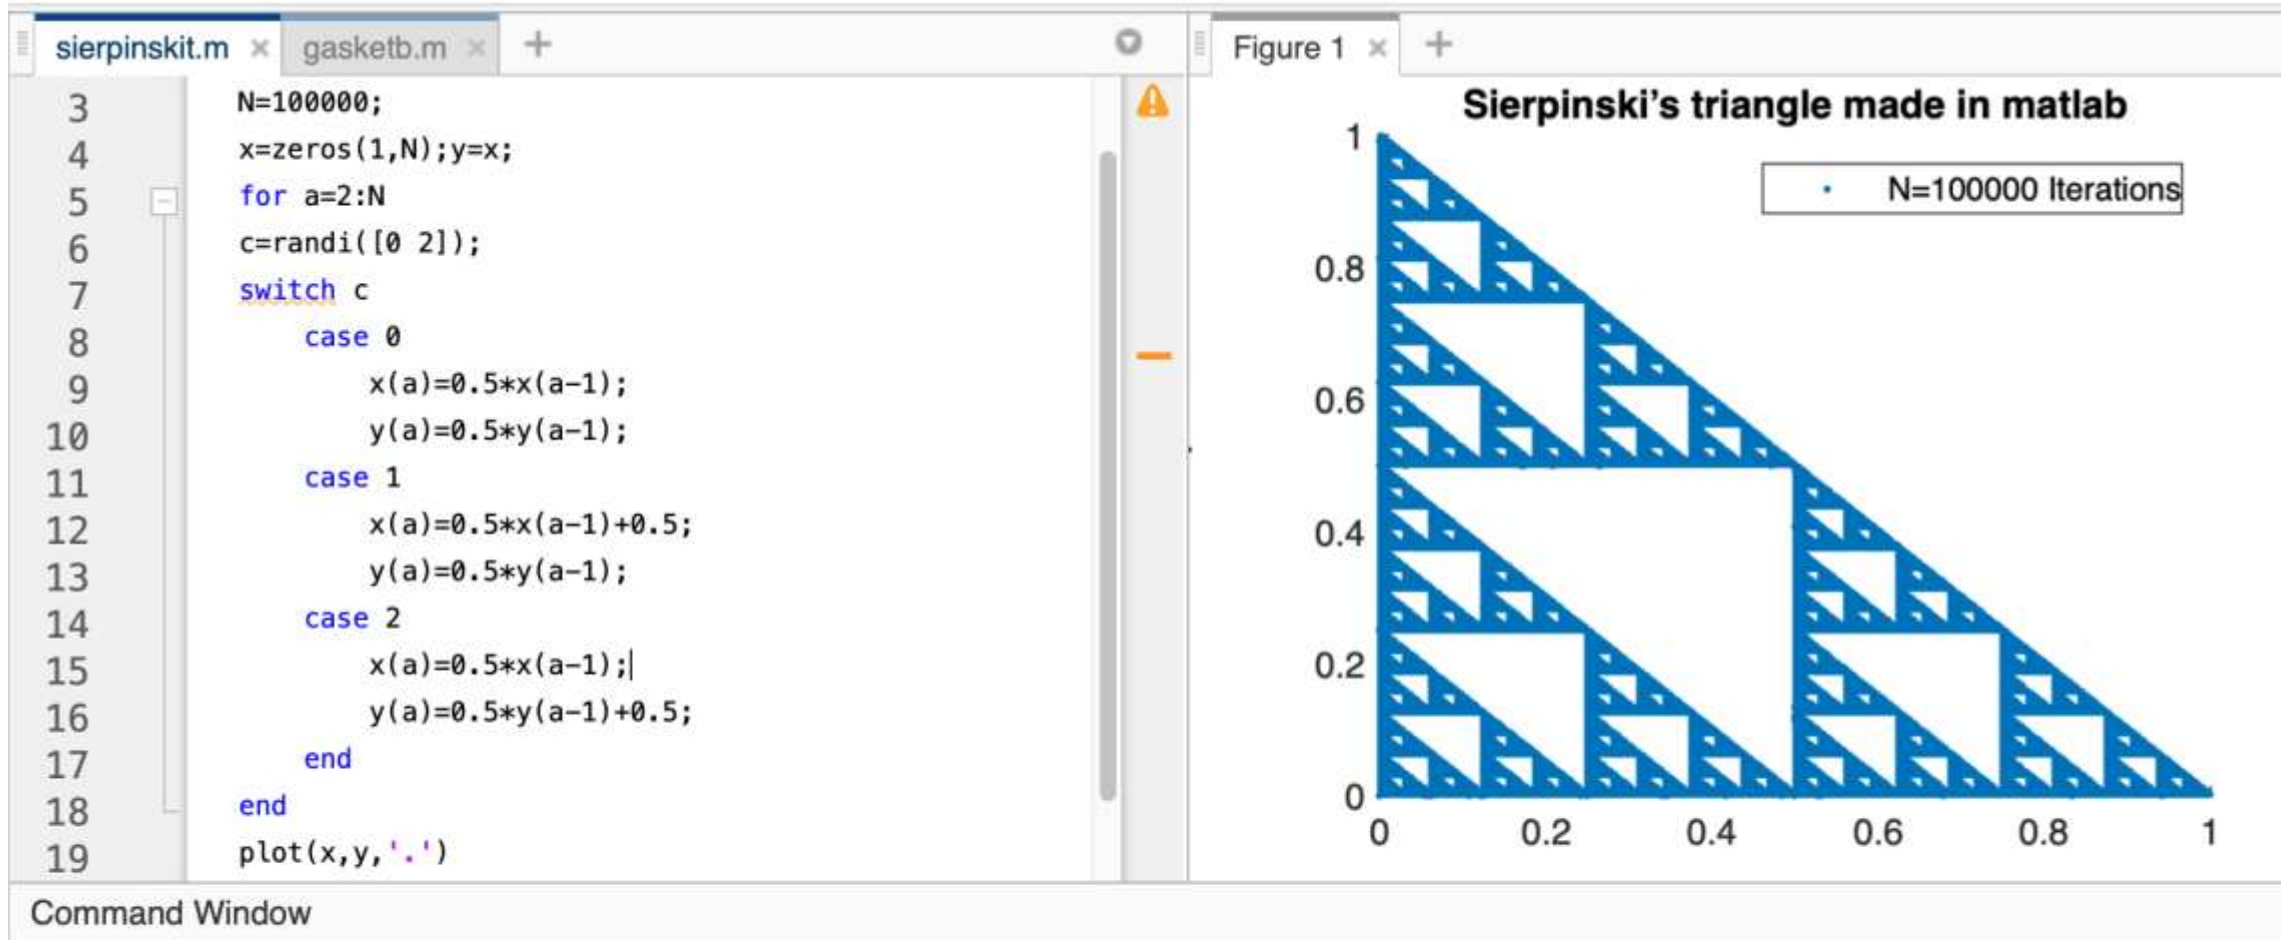 sierpinskit.m × gasketb.m × +
3 N=100000;
4 x=zeros(1,N);y=x;
5 for a=2:N
6 c=randi([0 2]);
7 switch c
8 case 0
9 x(a)=0.5*x(a-1);
10 y(a)=0.5*y(a-1);
11 case 1
12 x(a)=0.5*x(a-1)+0.5;
13 y(a)=0.5*y(a-1);
14 case 2
15 x(a)=0.5*x(a-1);
16 y(a)=0.5*y(a-1)+0.5;
17 end
18 end
19 plot(x,y,'.')
Command Window
Figure 1 × +
Sierpinski's triangle made in matlab
N=100000 Iterations
1
0.8
0.6
0.4
0.2
0
0 0.2 0.4 0.6 0.8 1